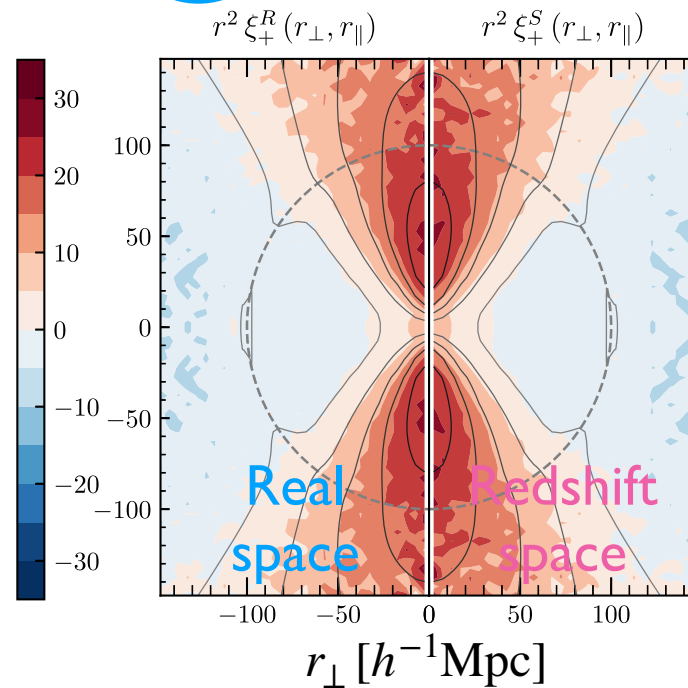 r² ξ₊ᴿ (r⊥, r∥) r² ξ₊ˢ (r⊥, r∥)
30
20
10
0
−10
−20
−30
100
50
0
−50
−100
Real Redshift
space space
−100 −50 0 50 100
r⊥ [h⁻¹Mpc]